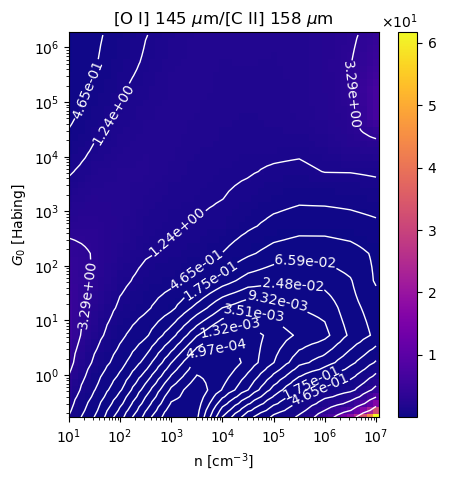 [O I] 145 μm/[C II] 158 μm
×10¹
10⁶
10⁵
10⁴
10³
10²
10¹
10⁰
G₀ [Habing]
4.65e-01
1.24e+00
3.29e+00
1.24e+00
4.65e-01
1.75e-01
6.59e-02
2.48e-02
9.32e-03
3.51e-03
1.32e-03
4.97e-04
3.29e+00
1.75e-01
4.65e-01
10¹ 10² 10³ 10⁴ 10⁵ 10⁶ 10⁷
n [cm⁻³]
6
5
4
3
2
1